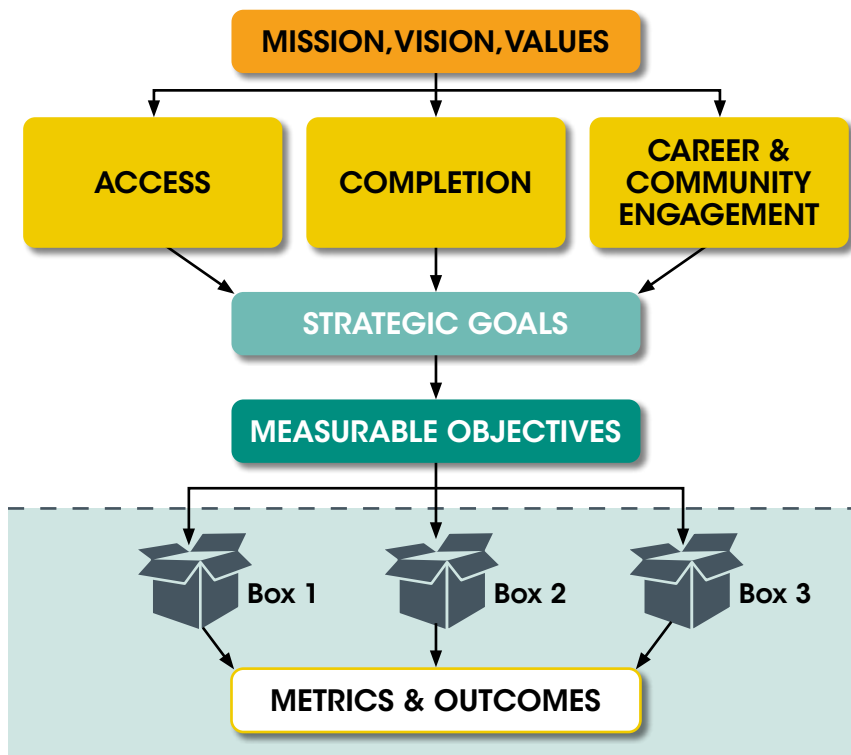 MISSION, VISION, VALUES
ACCESS
COMPLETION
CAREER &
COMMUNITY
ENGAGEMENT
STRATEGIC GOALS
MEASURABLE OBJECTIVES
Box 1
Box 2
Box 3
METRICS & OUTCOMES